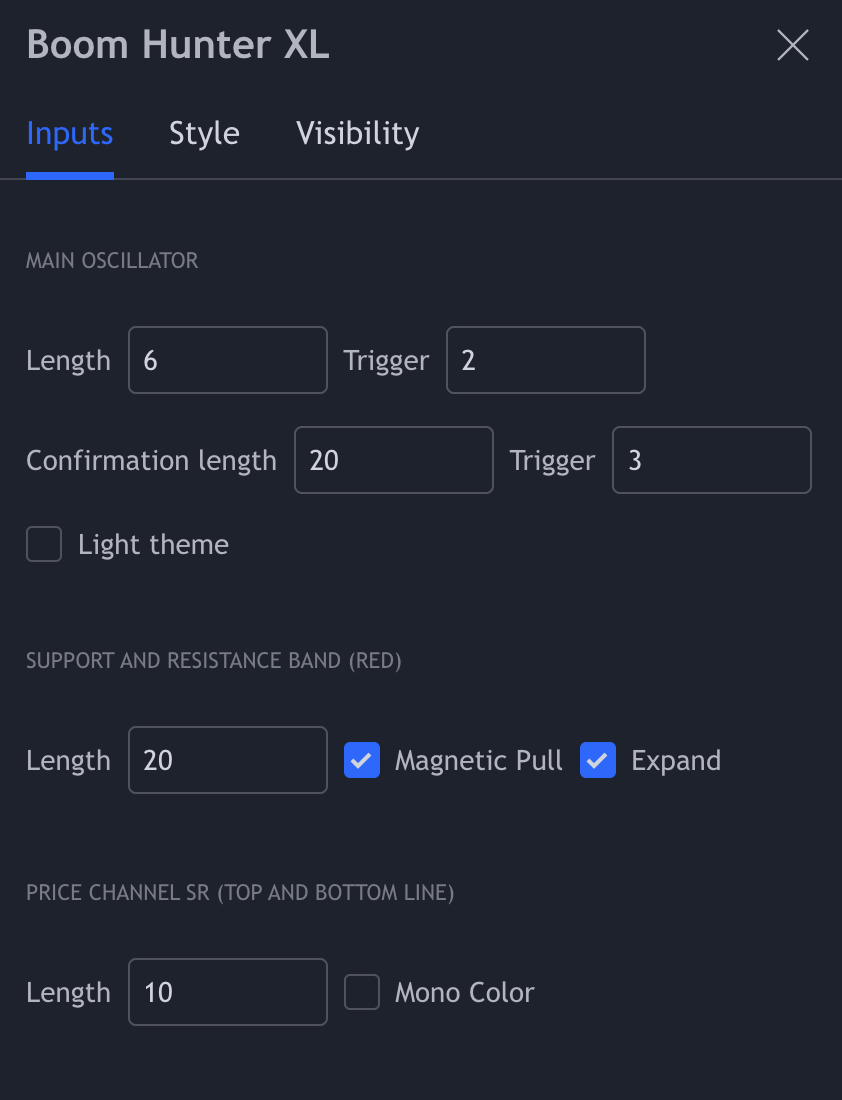 Boom Hunter XL
Inputs Style Visibility
MAIN OSCILLATOR
Length 6 Trigger 2
Confirmation length 20 Trigger 3
Light theme
SUPPORT AND RESISTANCE BAND (RED)
Length 20 Magnetic Pull Expand
PRICE CHANNEL SR (TOP AND BOTTOM LINE)
Length 10 Mono Color